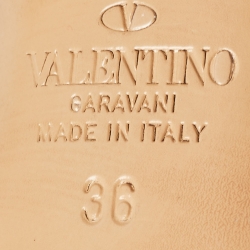 V
VALENTINO
GARAVANI
MADE IN ITALY
36